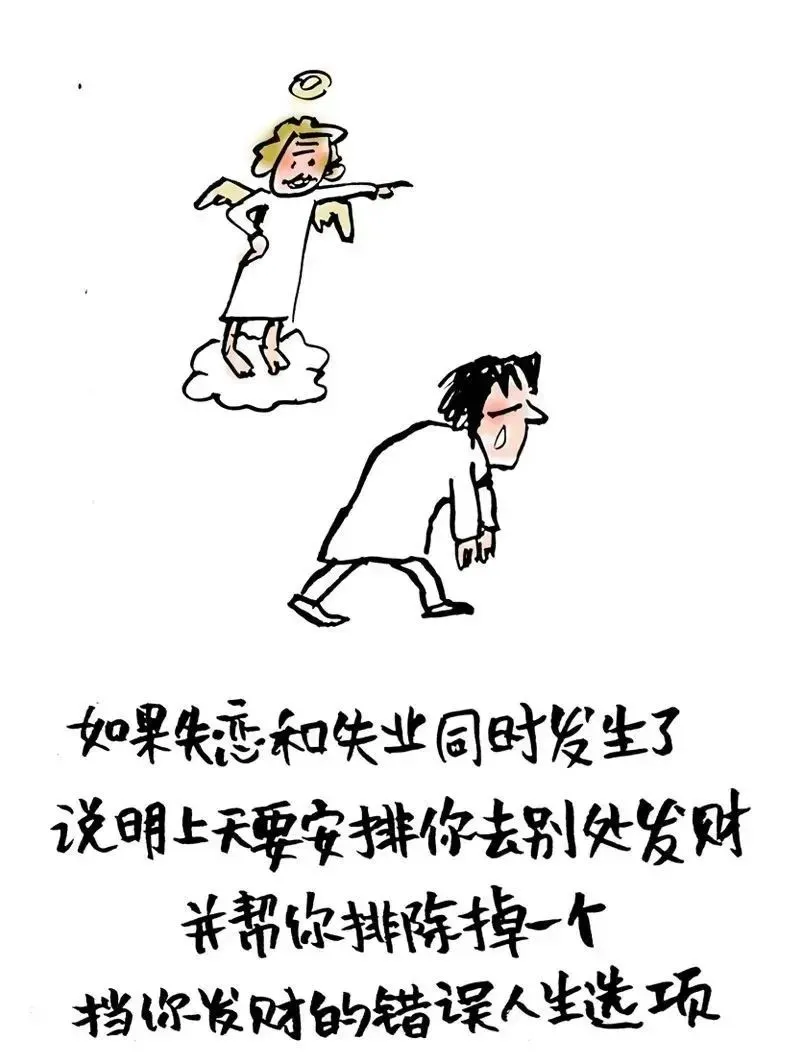 如果失恋和失业同时发生了
说明上天要安排你去别处发财
并帮你排除掉一个
挡你发财的错误人生选项